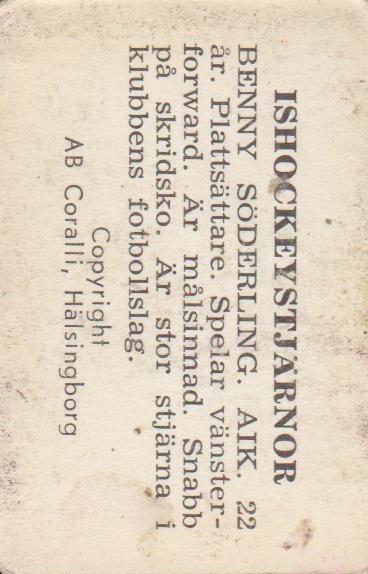 ISHOCKEYSTJÄRNOR
BENNY SÖDERLING. AIK. 22
år. Plattsättare. Spelar vänster-
forward. Är målsinnad. Snabb
på skridsko. Är stor stjärna i
klubbens fotbollslag.
Copyright
AB Coralli, Hälsingborg